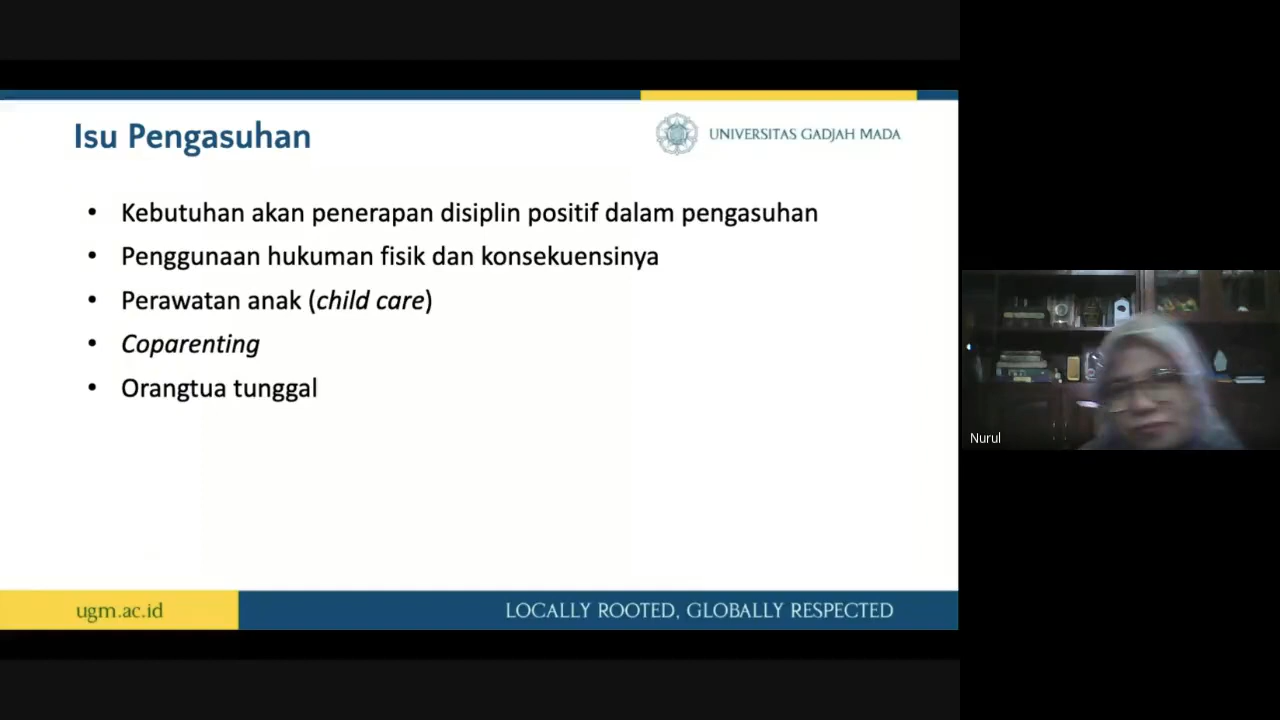 Isu Pengasuhan
UNIVERSITAS GADJAH MADA
• Kebutuhan akan penerapan disiplin positif dalam pengasuhan
• Penggunaan hukuman fisik dan konsekuensinya
• Perawatan anak (child care)
• Coparenting
• Orangtua tunggal
Nurul
ugm.ac.id
LOCALLY ROOTED, GLOBALLY RESPECTED